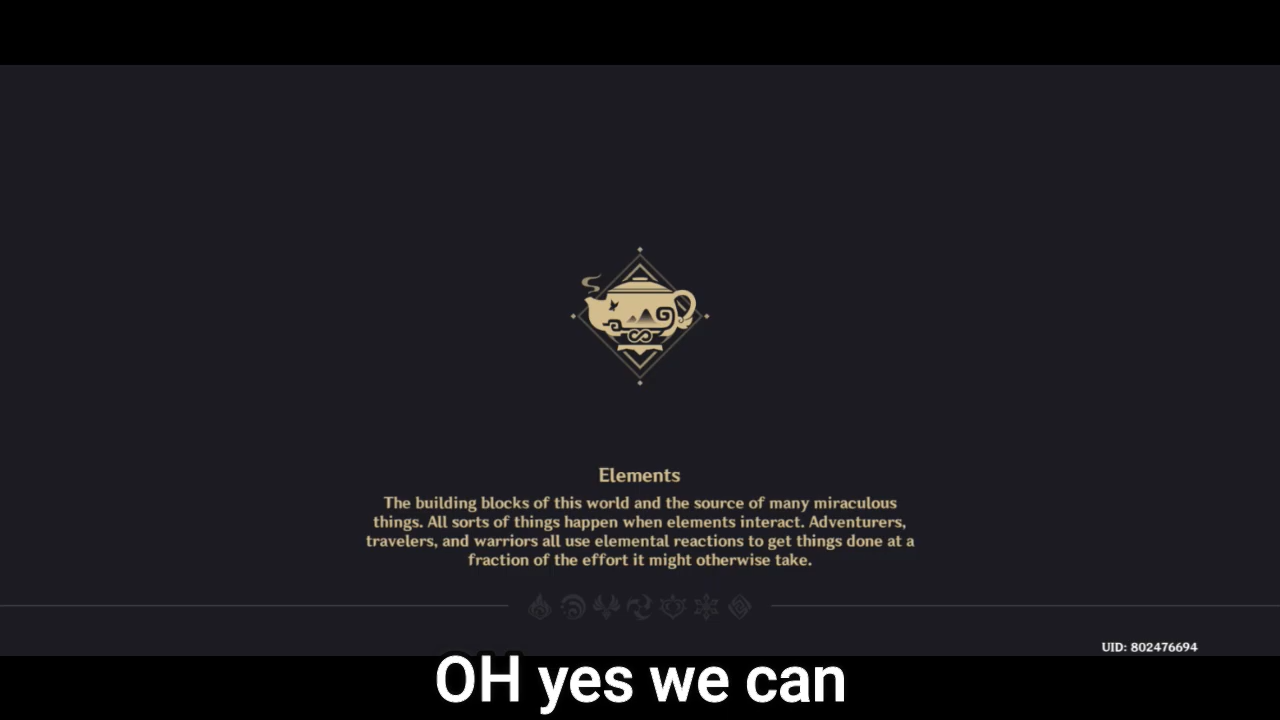 Elements
The building blocks of this world and the source of many miraculous
things. All sorts of things happen when elements interact. Adventurers,
travelers, and warriors all use elemental reactions to get things done at a
fraction of the effort it might otherwise take.
UID: 802476694
OH yes we can